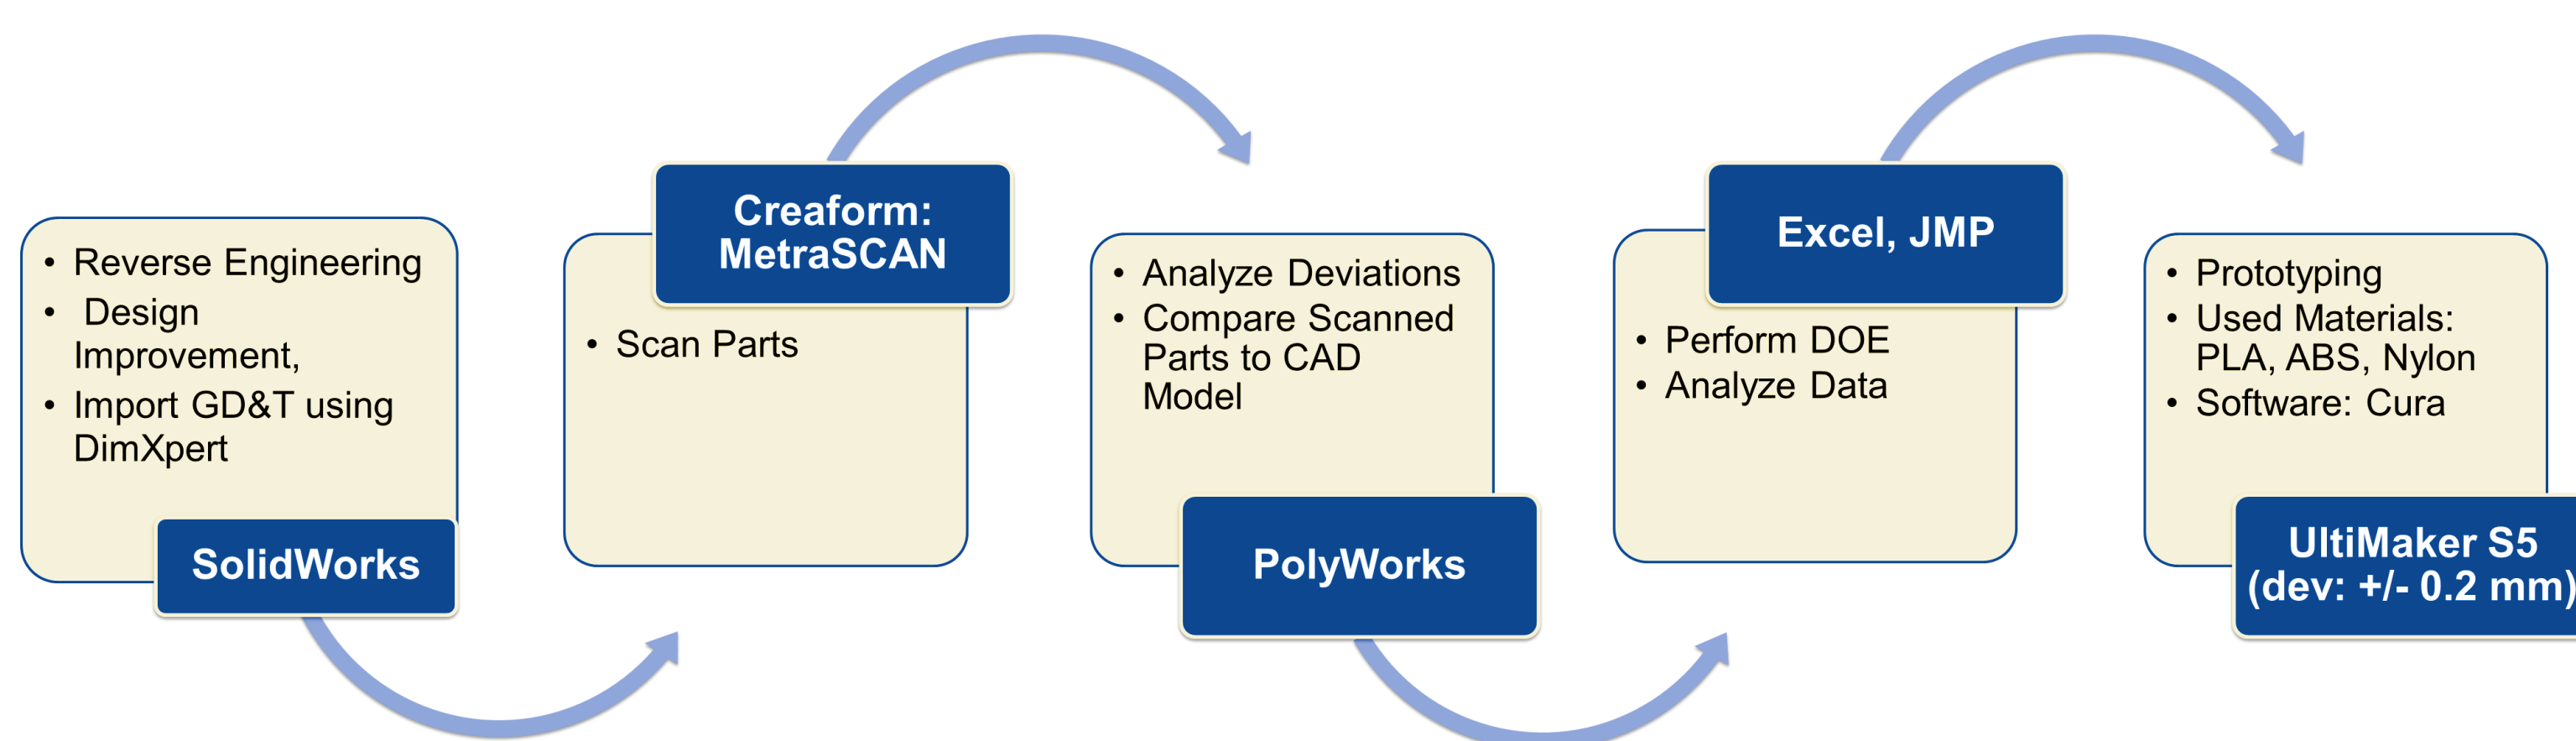 • Reverse Engineering
• Design
Improvement,
• Import GD&T using
DimXpert
SolidWorks
Creaform:
MetraSCAN
• Scan Parts
• Analyze Deviations
• Compare Scanned
Parts to CAD
Model
PolyWorks
Excel, JMP
• Perform DOE
• Analyze Data
• Prototyping
• Used Materials:
PLA, ABS, Nylon
• Software: Cura
UltiMaker S5
(dev: +/- 0.2 mm)